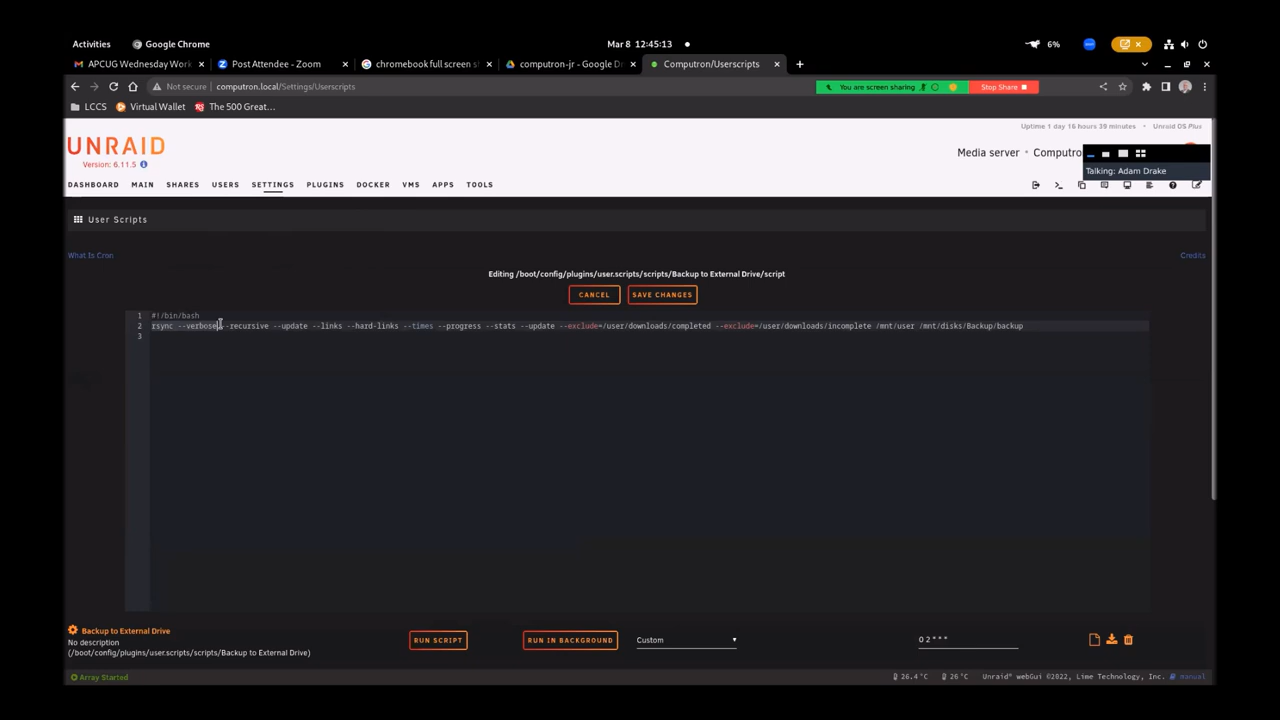 Activities
Google Chrome
Mar 8 12:45:13
6%
APCUG Wednesday Work
Post Attendee - Zoom
chromebook full screen s
computron-jr - Google D
Computron/Userscripts
Not secure
computron.local/Settings/Userscripts
You are screen sharing
Stop Share
LCCS
Virtual Wallet
The 500 Great...
UNRAID
Version: 6.11.5
Uptime 1 day 16 hours 39 minutes • Unraid OS Plus
Media server • Computro
Talking: Adam Drake
DASHBOARD MAIN SHARES USERS SETTINGS PLUGINS DOCKER VMS APPS TOOLS
User Scripts
What Is Cron
Credits
Editing /boot/config/plugins/user.scripts/scripts/Backup to External Drive/script
CANCEL
SAVE CHANGES
1 #!/bin/bash
2 rsync --verbose --recursive --update --links --hard-links --times --progress --stats --update --exclude=/user/downloads/completed --exclude=/user/downloads/incomplete /mnt/user /mnt/disks/Backup/backup
3
Backup to External Drive
No description
(/boot/config/plugins/user.scripts/scripts/Backup to External Drive)
RUN SCRIPT
RUN IN BACKGROUND
Custom
0 2 * * *
Array Started
26.4 °C
26 °C
Unraid® webGui ©2022, Lime Technology, Inc.
manual